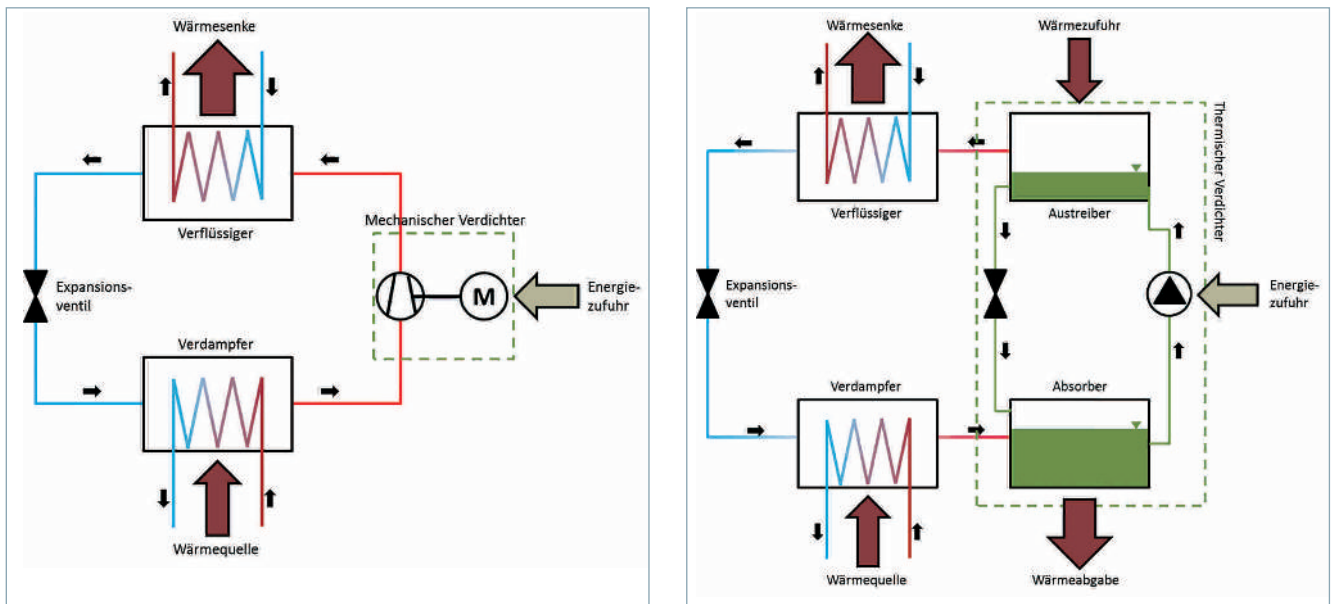 Wärmesenke
Verflüssiger
Mechanischer Verdichter
Expansions-
ventil
M
Energie-
zufuhr
Verdampfer
Wärmequelle
Wärmesenke
Wärmezufuhr
Thermischer Verdichter
Verflüssiger
Austreiber
Expansions-
ventil
Energie-
zufuhr
Verdampfer
Absorber
Wärmequelle
Wärmeabgabe